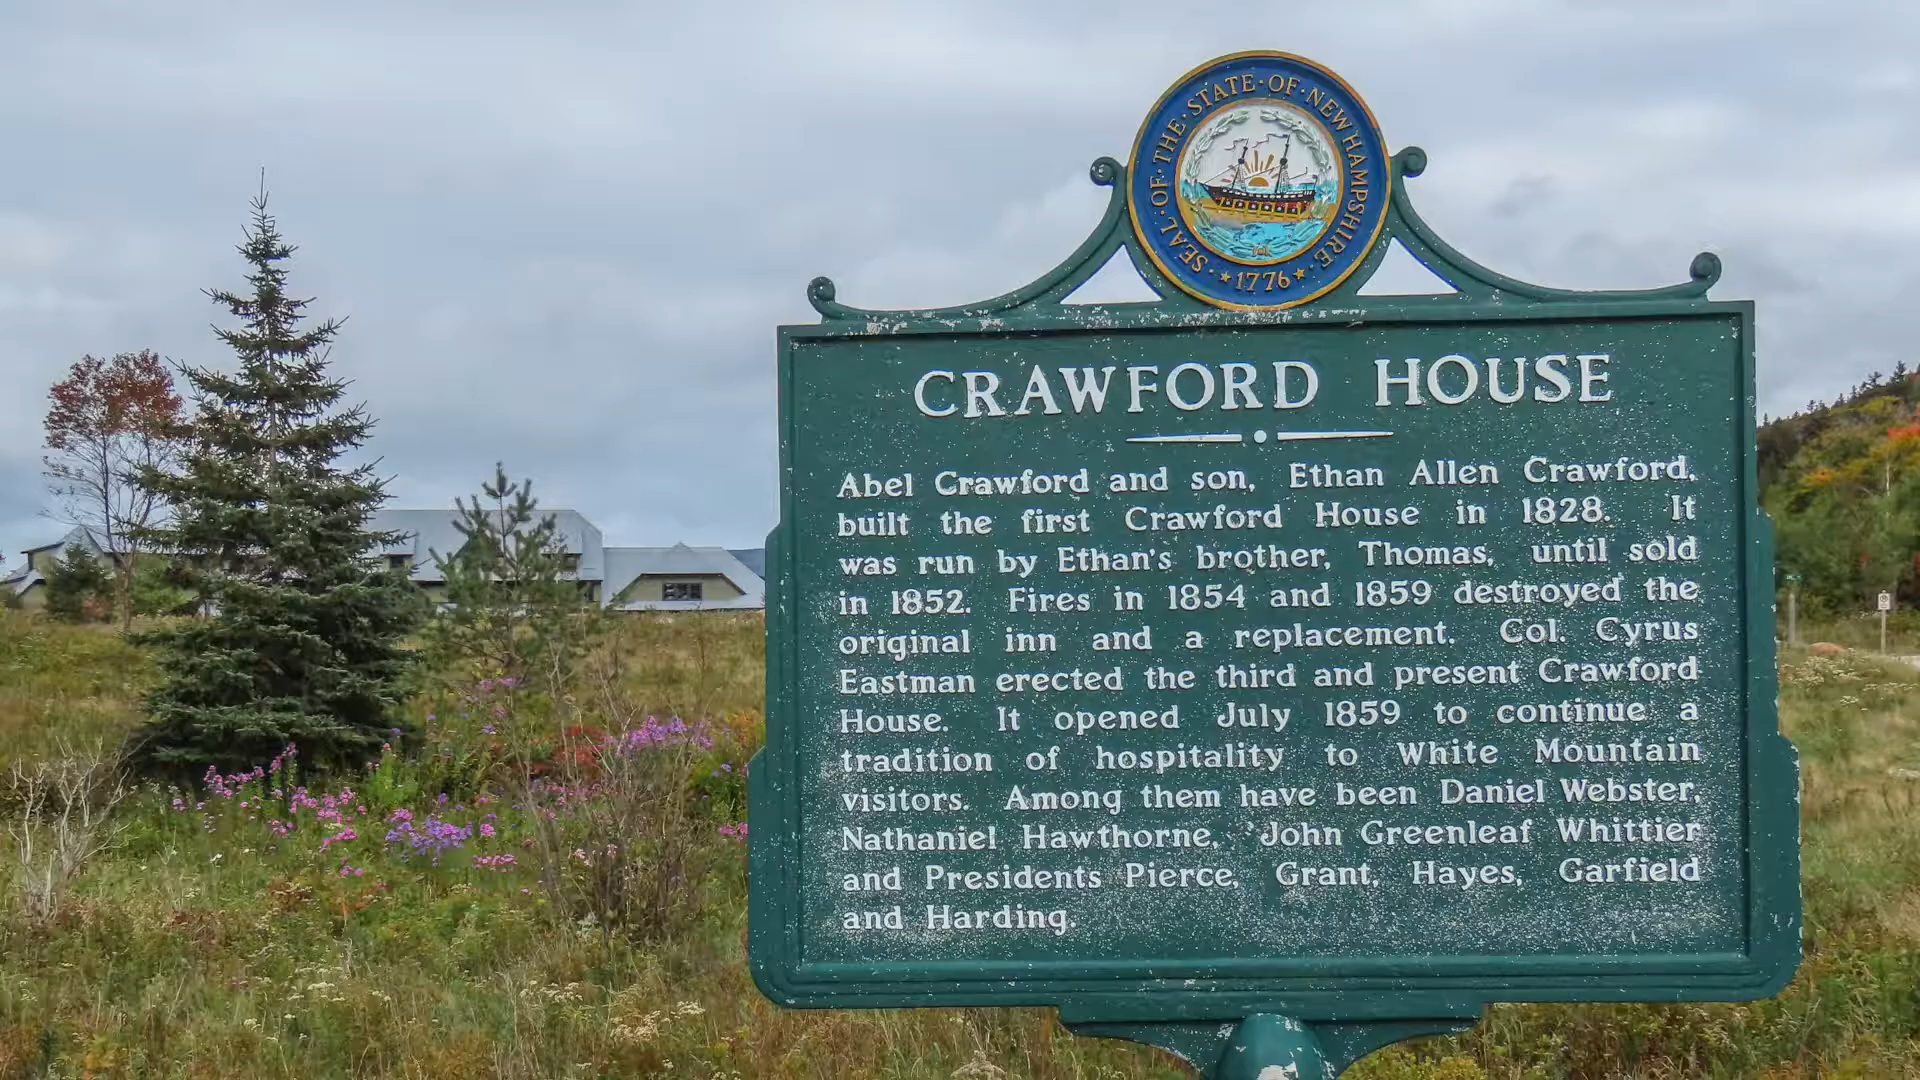 SEAL·OF·THE·STATE·OF·NEW HAMPSHIRE
1776
CRAWFORD HOUSE
Abel Crawford and son, Ethan Allen Crawford,
built the first Crawford House in 1828. It
was run by Ethan's brother, Thomas, until sold
in 1852. Fires in 1854 and 1859 destroyed the
original inn and a replacement. Col. Cyrus
Eastman erected the third and present Crawford
House. It opened July 1859 to continue a
tradition of hospitality to White Mountain
visitors. Among them have been Daniel Webster,
Nathaniel Hawthorne, John Greenleaf Whittier
and Presidents Pierce, Grant, Hayes, Garfield
and Harding.